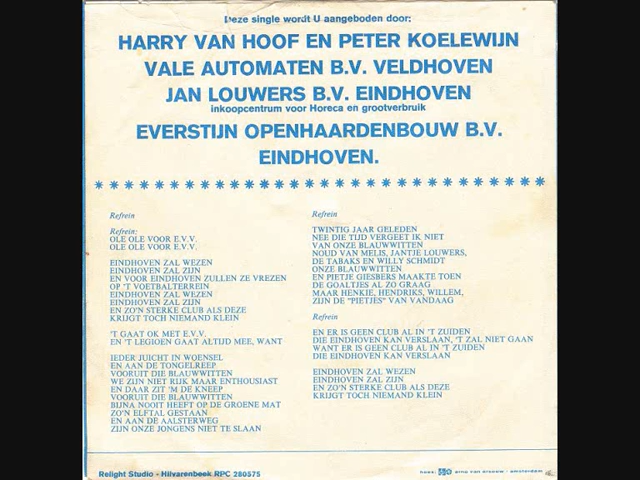 Deze single wordt U aangeboden door:
HARRY VAN HOOF EN PETER KOELEWIJN
VALE AUTOMATEN B.V. VELDHOVEN
JAN LOUWERS B.V. EINDHOVEN
inkoopcentrum voor Horeca en grootverbruik
EVERSTIJN OPENHAARDENBOUW B.V.
EINDHOVEN.
Refrein
Refrein:
OLE OLE VOOR E.V.V.
OLE OLE VOOR E.V.V.
EINDHOVEN ZAL WEZEN
EINDHOVEN ZAL ZIJN
EN VOOR EINDHOVEN ZULLEN ZE VREZEN
OP 'T VOETBALTERREIN
EINDHOVEN ZAL WEZEN
EINDHOVEN ZAL ZIJN
EN ZO'N STERKE CLUB ALS DEZE
KRIJGT TOCH NIEMAND KLEIN
'T GAAT OK MET E.V.V.
EN 'T LEGIOEN GAAT ALTIJD MEE, WANT
IEDER JUICHT IN WOENSEL
EN AAN DE TONGELREEP
VOORUIT DIE BLAUWWITTEN
WE ZIJN NIET RIJK MAAR ENTHOUSIAST
EN DAAR ZIT 'M DE KNEEP
VOORUIT DIE BLAUWWITTEN
BIJNA NOOIT HEEFT OP DE GROENE MAT
ZO'N ELFTAL GESTAAN
EN AAN DE AALSTERWEG
ZIJN ONZE JONGENS NIET TE SLAAN
Refrein
TWINTIG JAAR GELEDEN
NEE DIE TIJD VERGEET IK NIET
VAN ONZE BLAUWWITTEN
NOUD VAN MELIS, JANTJE LOUWERS,
DE TABAKS EN WILLY SCHMIDT
ONZE BLAUWWITTEN
EN PIETJE GIESBERS MAAKTE TOEN
DE GOALTJES AL ZO GRAAG
MAAR HENKIE, HENDRIKS, WILLEM,
ZIJN DE "PIETJES" VAN VANDAAG
Refrein
EN ER IS GEEN CLUB AL IN 'T ZUIDEN
DIE EINDHOVEN KAN VERSLAAN, 'T ZAL NIET GAAN
WANT ER IS GEEN CLUB AL IN 'T ZUIDEN
DIE EINDHOVEN KAN VERSLAAN
EINDHOVEN ZAL WEZEN
EINDHOVEN ZAL ZIJN
EN ZO'N STERKE CLUB ALS DEZE
KRIJGT TOCH NIEMAND KLEIN
Relight Studio - Hilvarenbeek RPC 280575
amsterdam